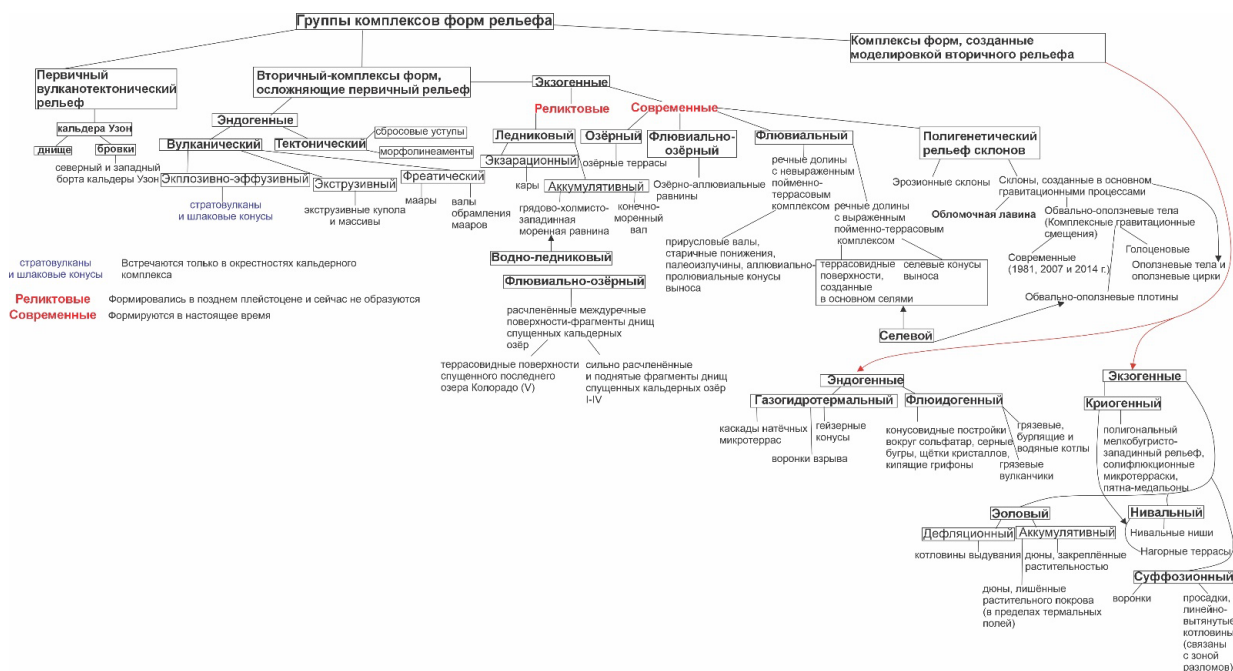 Группы комплексов форм рельефа
Комплексы форм, созданные
моделировкой вторичного рельефа
Первичный
вулканотектонический
рельеф
кальдера Узон
днище
бровки
северный и западный
борта кальдеры Узон
Вторичный-комплексы форм,
осложняющие первичный рельеф
Эндогенные
Вулканический
Тектонический
сбросовые уступы
морфолинеаменты
Экплозивно-эффузивный
стратовулканы
и шлаковые конусы
Экструзивный
экструзивные купола
и массивы
Фреатический
маары
валы
обрамления
мааров
Экзогенные
Реликтовые
Современные
Ледниковый
Экзарационный
кары
Аккумулятивный
грядово-холмисто-
западинная
моренная равнина
конечно-
моренный
вал
Водно-ледниковый
Флювиально-озёрный
расчленённые междуречные
поверхности-фрагменты днищ
спущенных кальдерных
озёр
террасовидные поверхности
спущенного последнего
озера Колорадо (V)
сильно расчленённые
и поднятые фрагменты днищ
спущенных кальдерных озёр
I-IV
Озёрный
озёрные террасы
Флювиально-
озёрный
Озёрно-аллювиальные
равнины
Флювиальный
речные долины
с невыраженным
пойменно-
террасовым
комплексом
прирусловые валы,
старичные понижения,
палеоизлучины, аллювиально-
пролювиальные конусы
выноса
речные долины
с выраженным
пойменно-террасовым
комплексом
террасовидные
поверхности,
созданные
в основном селями
селевые конусы
выноса
Селевой
Полигенетический
рельеф склонов
Эрозионные склоны
Склоны, созданные в основном
гравитационными процессами
Обломочная лавина
Обвально-оползневые тела
(Комплексные гравитационные
смещения)
Современные
(1981, 2007 и 2014 г.)
Голоценовые
Оползневые тела и
оползневые цирки
Обвально-оползневые плотины
стратовулканы
и шлаковые конусы
Встречаются только в окрестностях кальдерного
комплекса
Реликтовые
Формировались в позднем плейстоцене и сейчас не образуются
Современные
Формируются в настоящее время
Эндогенные
Газогидротермальный
каскады натёчных
микротеррас
гейзерные
конусы
воронки взрыва
Флюидогенный
конусовидные постройки
вокруг сольфатар, серные
бугры, щётки кристаллов,
кипящие грифоны
грязевые,
бурлящие и
водяные котлы
грязевые
вулканчики
Экзогенные
Криогенный
полигональный
мелкобугристо-
западинный рельеф,
солифлюкционные
микротерраски,
пятна-медальоны
Эоловый
Дефляционный
котловины выдувания
Аккумулятивный
дюны, закреплённые
растительностью
дюны, лишённые
растительного покрова
(в пределах термальных
полей)
Нивальный
Нивальные ниши
Нагорные террасы
Суффозионный
воронки
просадки,
линейно-
вытянутые
котловины
(связаны
с зоной
разломов)